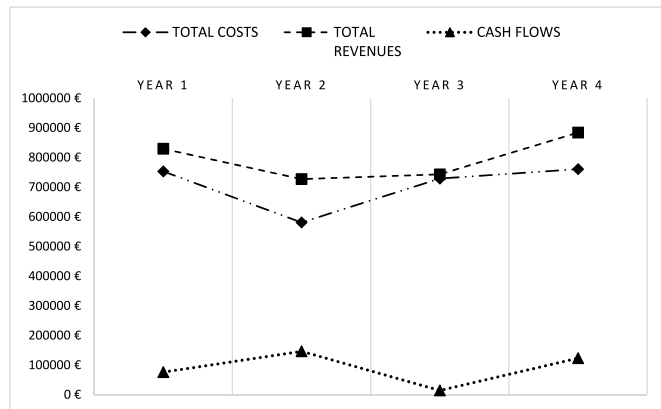 TOTAL COSTS
TOTAL
REVENUES
CASH FLOWS
YEAR 1
YEAR 2
YEAR 3
YEAR 4
1000000 €
900000 €
800000 €
700000 €
600000 €
500000 €
400000 €
300000 €
200000 €
100000 €
0 €